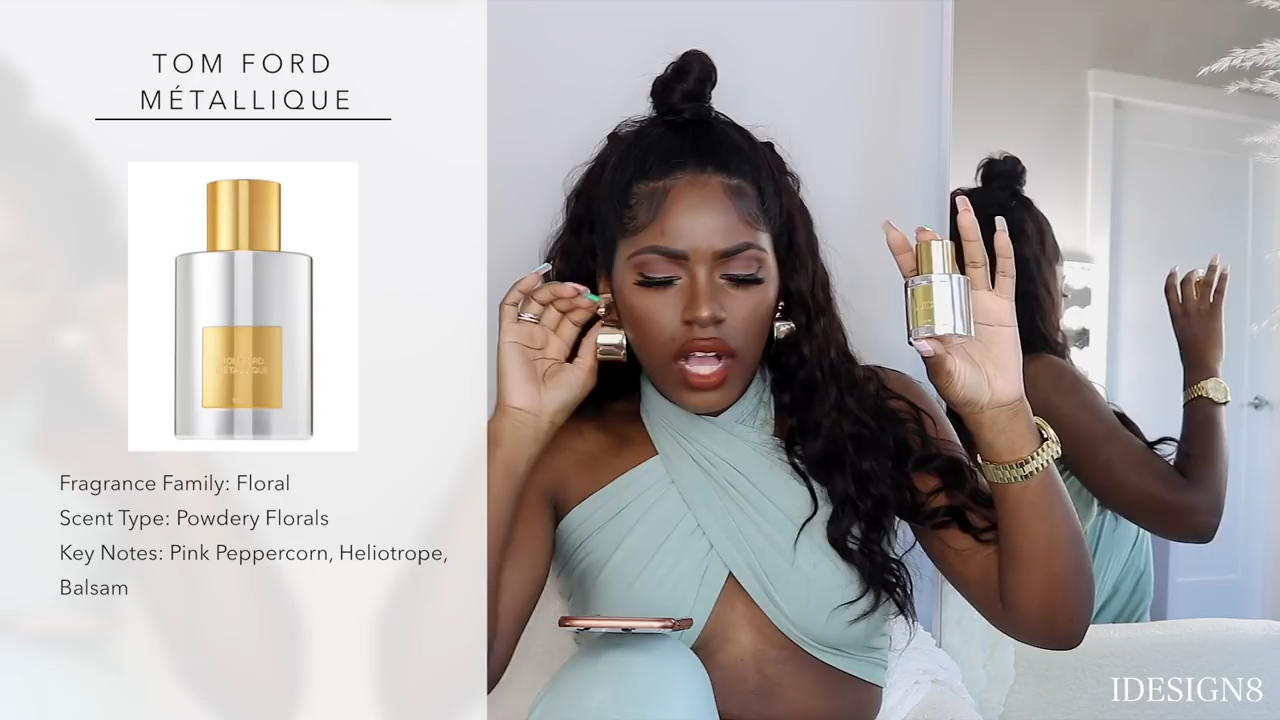 TOM FORD
MÉTALLIQUE
TOM FORD
MÉTALLIQUE
Fragrance Family: Floral
Scent Type: Powdery Florals
Key Notes: Pink Peppercorn, Heliotrope,
Balsam
IDESIGN8